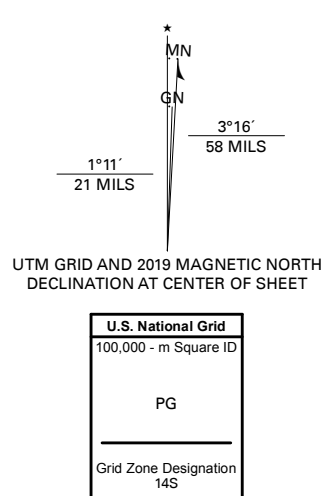 ★
MN
GN
3°16´
58 MILS
1°11´
21 MILS
UTM GRID AND 2019 MAGNETIC NORTH
DECLINATION AT CENTER OF SHEET
U.S. National Grid
100,000 - m Square ID
PG
Grid Zone Designation
14S